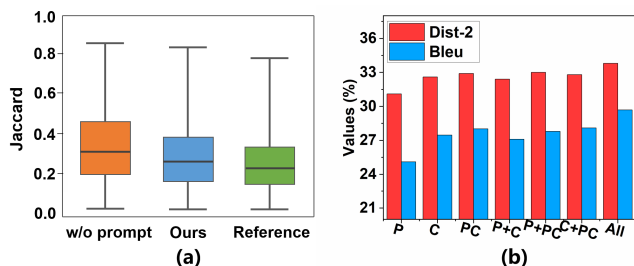 1.0
0.8
0.6
0.4
0.2
0.0
Jaccard
w/o prompt Ours Reference
(a)
36
33
30
27
24
21
Values (%)
Dist-2
Bleu
P C PC P+C P+PC C+PC All
(b)